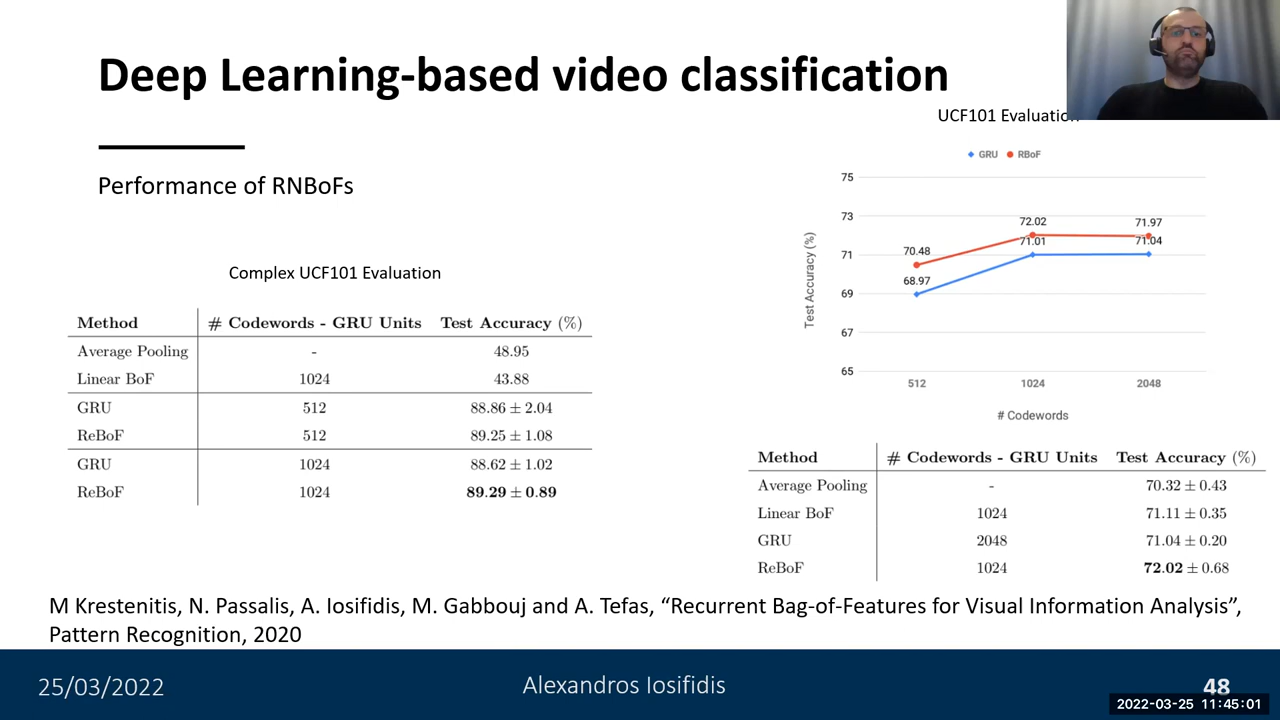 Deep Learning-based video classification
Performance of RNBoFs
Complex UCF101 Evaluation
Method # Codewords - GRU Units Test Accuracy (%)
Average Pooling - 48.95
Linear BoF 1024 43.88
GRU 512 88.86 ± 2.04
ReBoF 512 89.25 ± 1.08
GRU 1024 88.62 ± 1.02
ReBoF 1024 89.29 ± 0.89
UCF101 Evaluation
GRU RBoF
75
73
71
69
67
65
Test Accuracy (%)
70.48 72.02 71.97
68.97 71.01 71.04
512 1024 2048
# Codewords
Method # Codewords - GRU Units Test Accuracy (%)
Average Pooling - 70.32 ± 0.43
Linear BoF 1024 71.11 ± 0.35
GRU 2048 71.04 ± 0.20
ReBoF 1024 72.02 ± 0.68
M Krestenitis, N. Passalis, A. Iosifidis, M. Gabbouj and A. Tefas, “Recurrent Bag-of-Features for Visual Information Analysis”,
Pattern Recognition, 2020
25/03/2022
Alexandros Iosifidis
48
2022-03-25 11:45:01